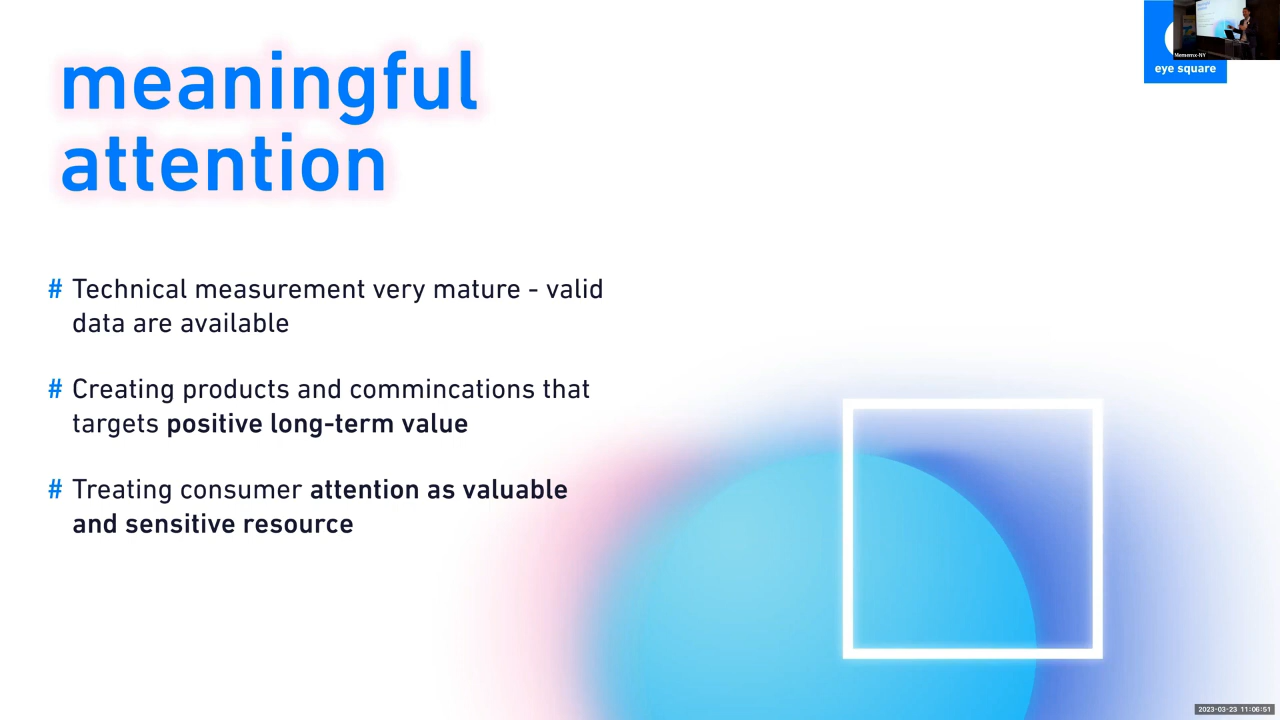 meaningful
attention
# Technical measurement very mature - valid
data are available
# Creating products and commincations that
targets positive long-term value
# Treating consumer attention as valuable
and sensitive resource
eye square
2023-03-23 11:06:51